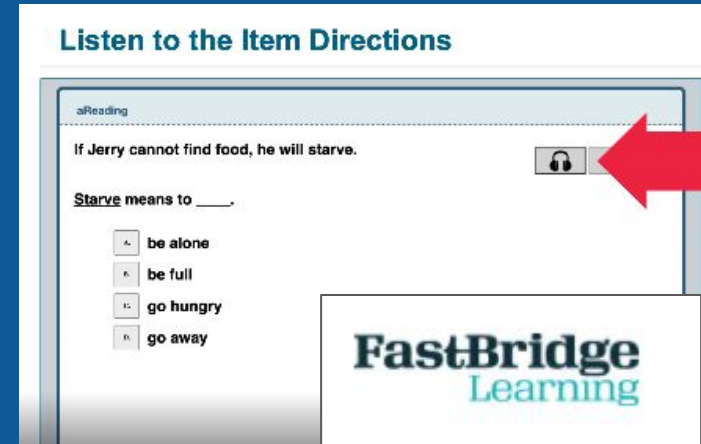 Listen to the Item Directions
aReading
If Jerry cannot find food, he will starve.
Starve means to ____.
A. be alone
B. be full
C. go hungry
D. go away
FastBridge
Learning